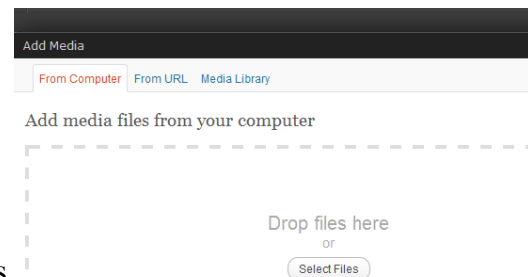 Add Media
From Computer From URL Media Library
Add media files from your computer
Drop files here
or
Select Files
s